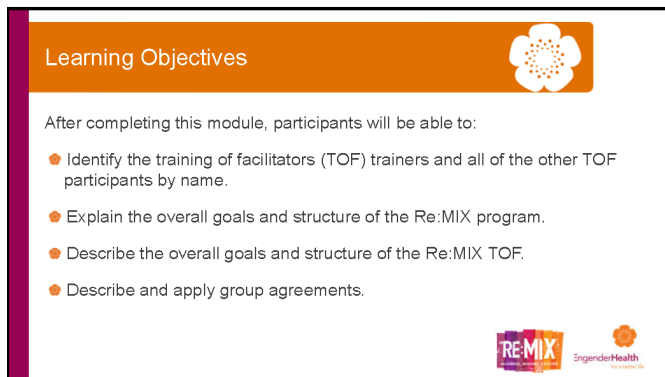 Learning Objectives
After completing this module, participants will be able to:
Identify the training of facilitators (TOF) trainers and all of the other TOF
participants by name.
Explain the overall goals and structure of the Re:MIX program.
Describe the overall goals and structure of the Re:MIX TOF.
Describe and apply group agreements.
RE:MIX
EngenderHealth
for a better life